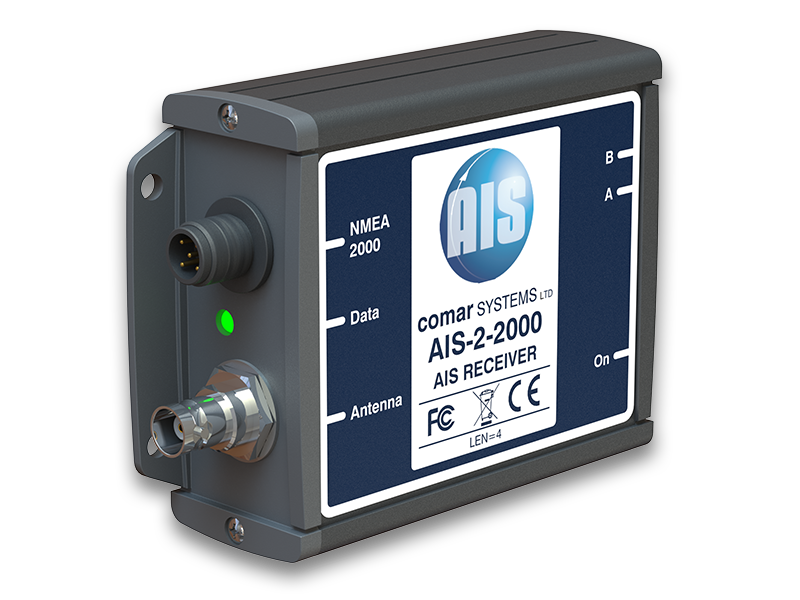 NMEA
2000
Data
Antenna
AIS
comar SYSTEMS LTD
AIS-2-2000
AIS RECEIVER
FC CE
LEN=4
B
A
On